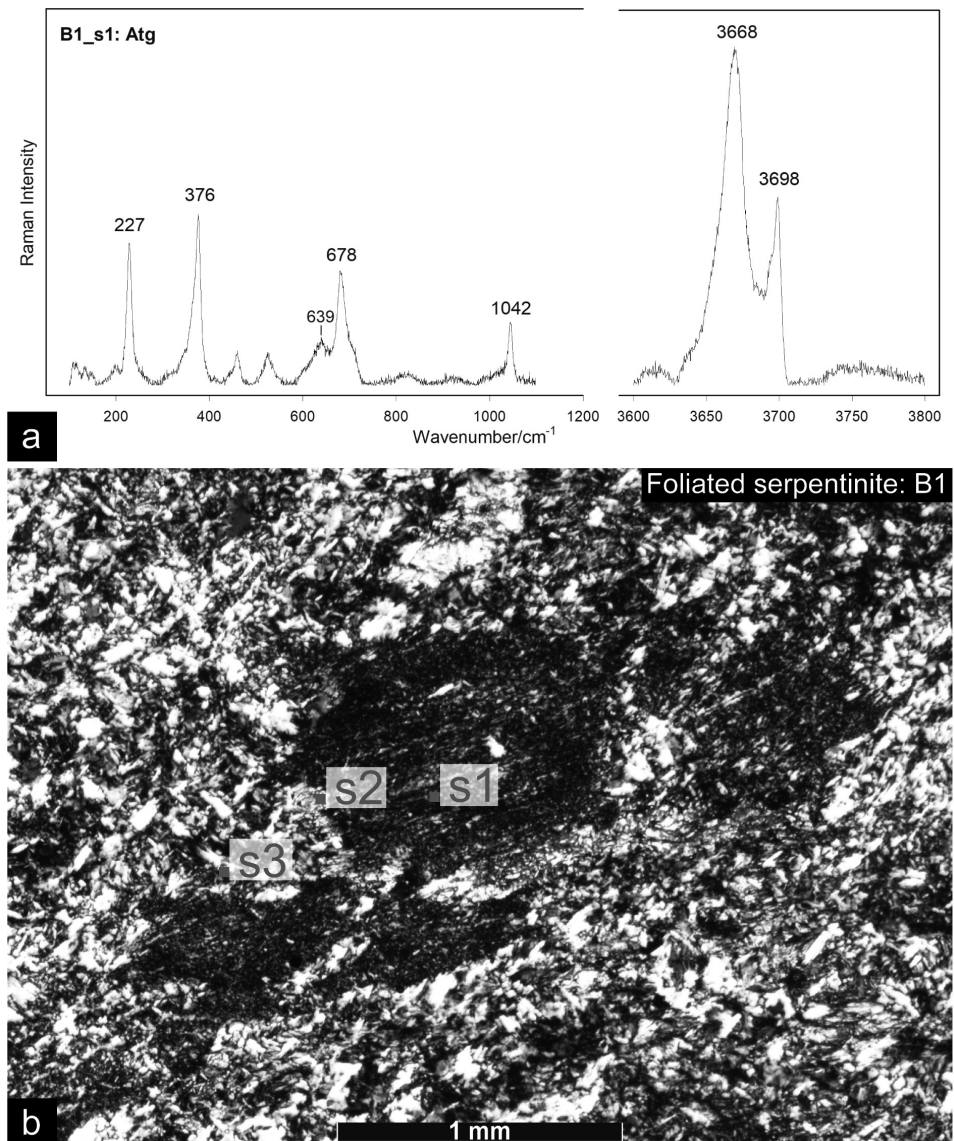 B1_s1: Atg
3668
3698
376
227
678
639
1042
Raman Intensity
200 400 600 800 1000 1200 3600 3650 3700 3750 3800
Wavenumber/cm⁻¹
a
Foliated serpentinite: B1
s2 s1
s3
b
1 mm